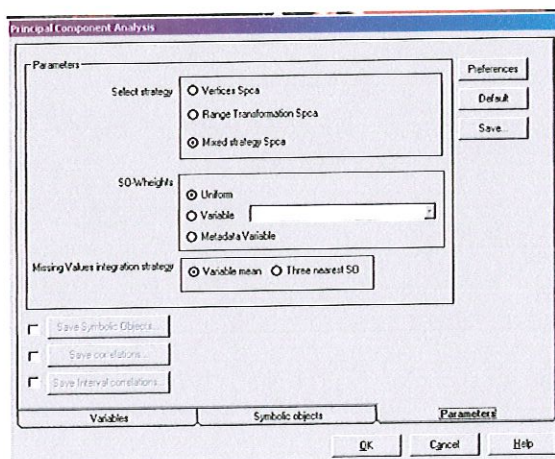 Principal Component Analysis
Parameters
Select strategy
Vertices Spca
Range Transformation Spca
Mixed strategy Spca
SO-Wheights
Uniform
Variable
Metadata Variable
Missing Values integration strategy
Variable mean
Three nearest SO
Preferences
Default
Save...
Save Symbolic Objects...
Save correlations...
Save Interval correlations...
Variables
Symbolic objects
Parameters
OK
Cancel
Help